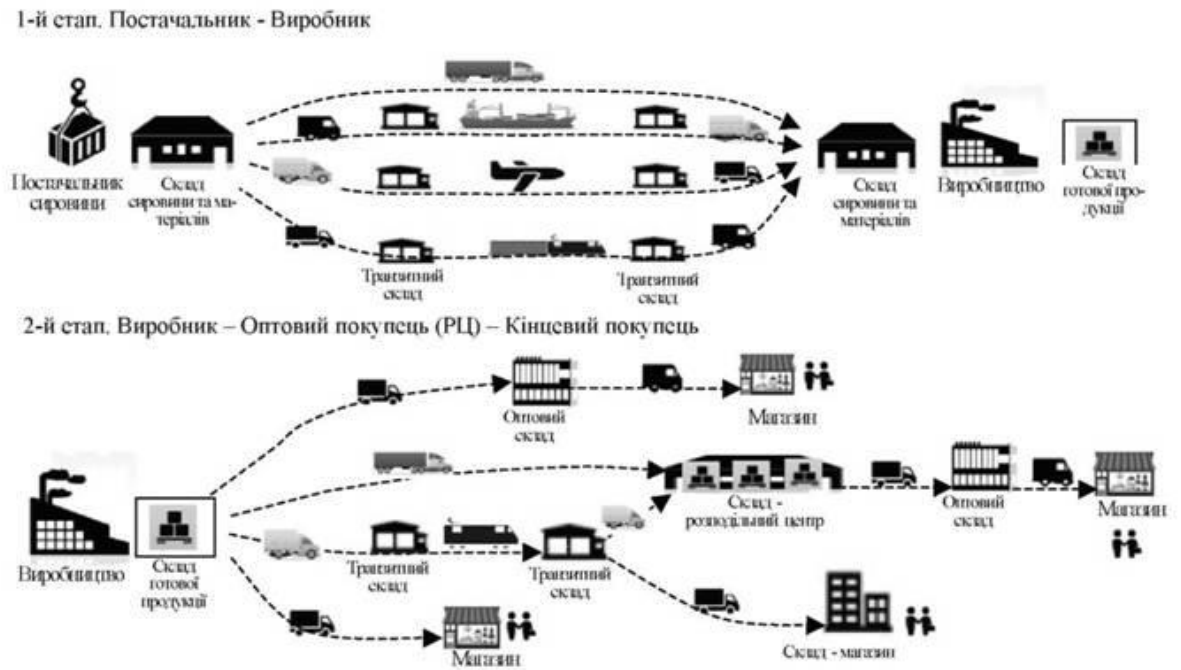 1-й етап. Постачальник - Виробник
Постачальник
сировини
Склад
сировини та ма-
теріалів
Транзитний
склад
Транзитний
склад
Склад
сировини та
матеріалів
Виробництво
Склад
готової про-
дукції
2-й етап. Виробник – Оптовий покупець (РЦ) – Кінцевий покупець
Оптовий
склад
Магазин
Склад -
розподільний центр
Оптовий
склад
Магазин
Виробництво
Склад
готової
продукції
Транзитний
склад
Транзитний
склад
Магазин
Склад - магазин